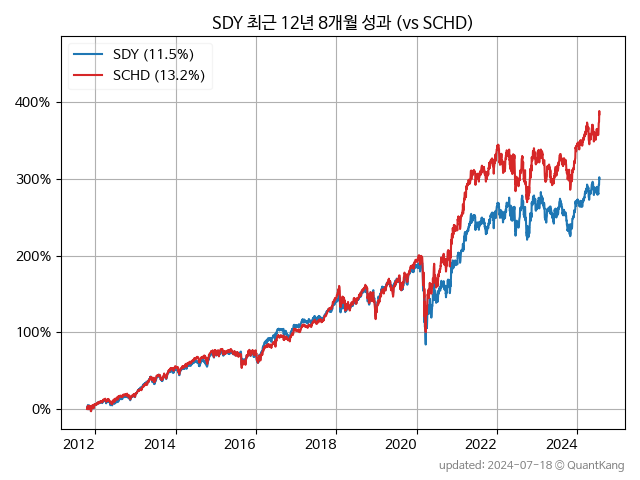 SDY 최근 12년 8개월 성과 (vs SCHD)
SDY (11.5%)
SCHD (13.2%)
400%
300%
200%
100%
0%
2012 2014 2016 2018 2020 2022 2024
updated: 2024-07-18 © QuantKang